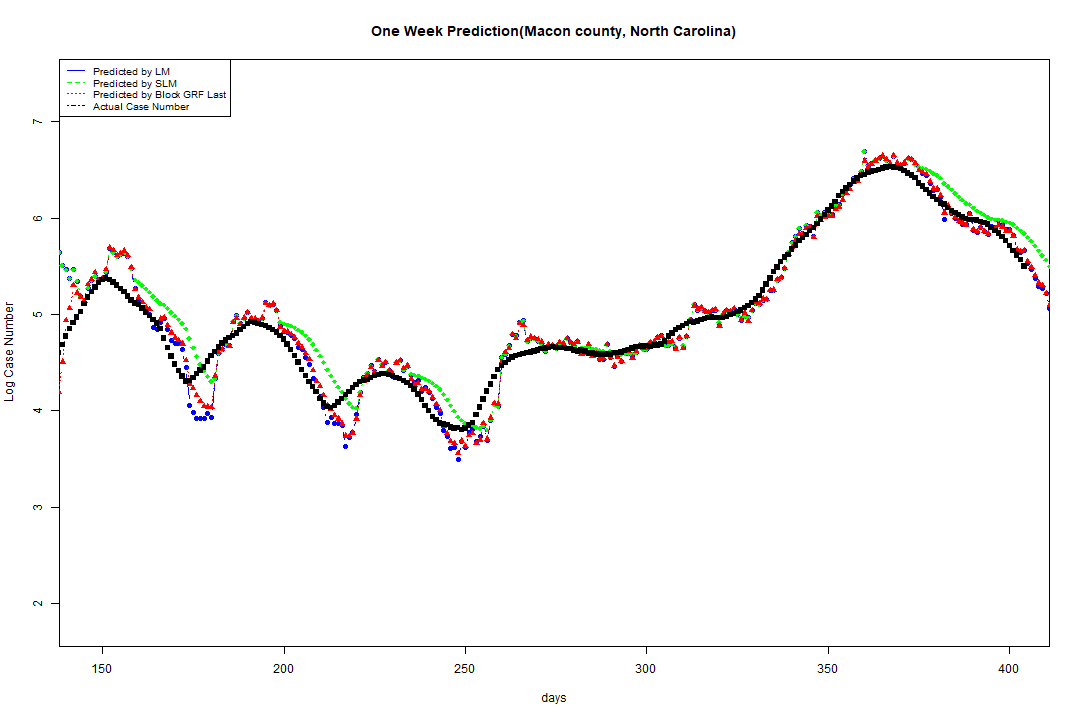 One Week Prediction(Macon county, North Carolina)
Predicted by LM
Predicted by SLM
Predicted by Block GRF Last
Actual Case Number
Log Case Number
7
6
5
4
3
2
150 200 250 300 350 400
days